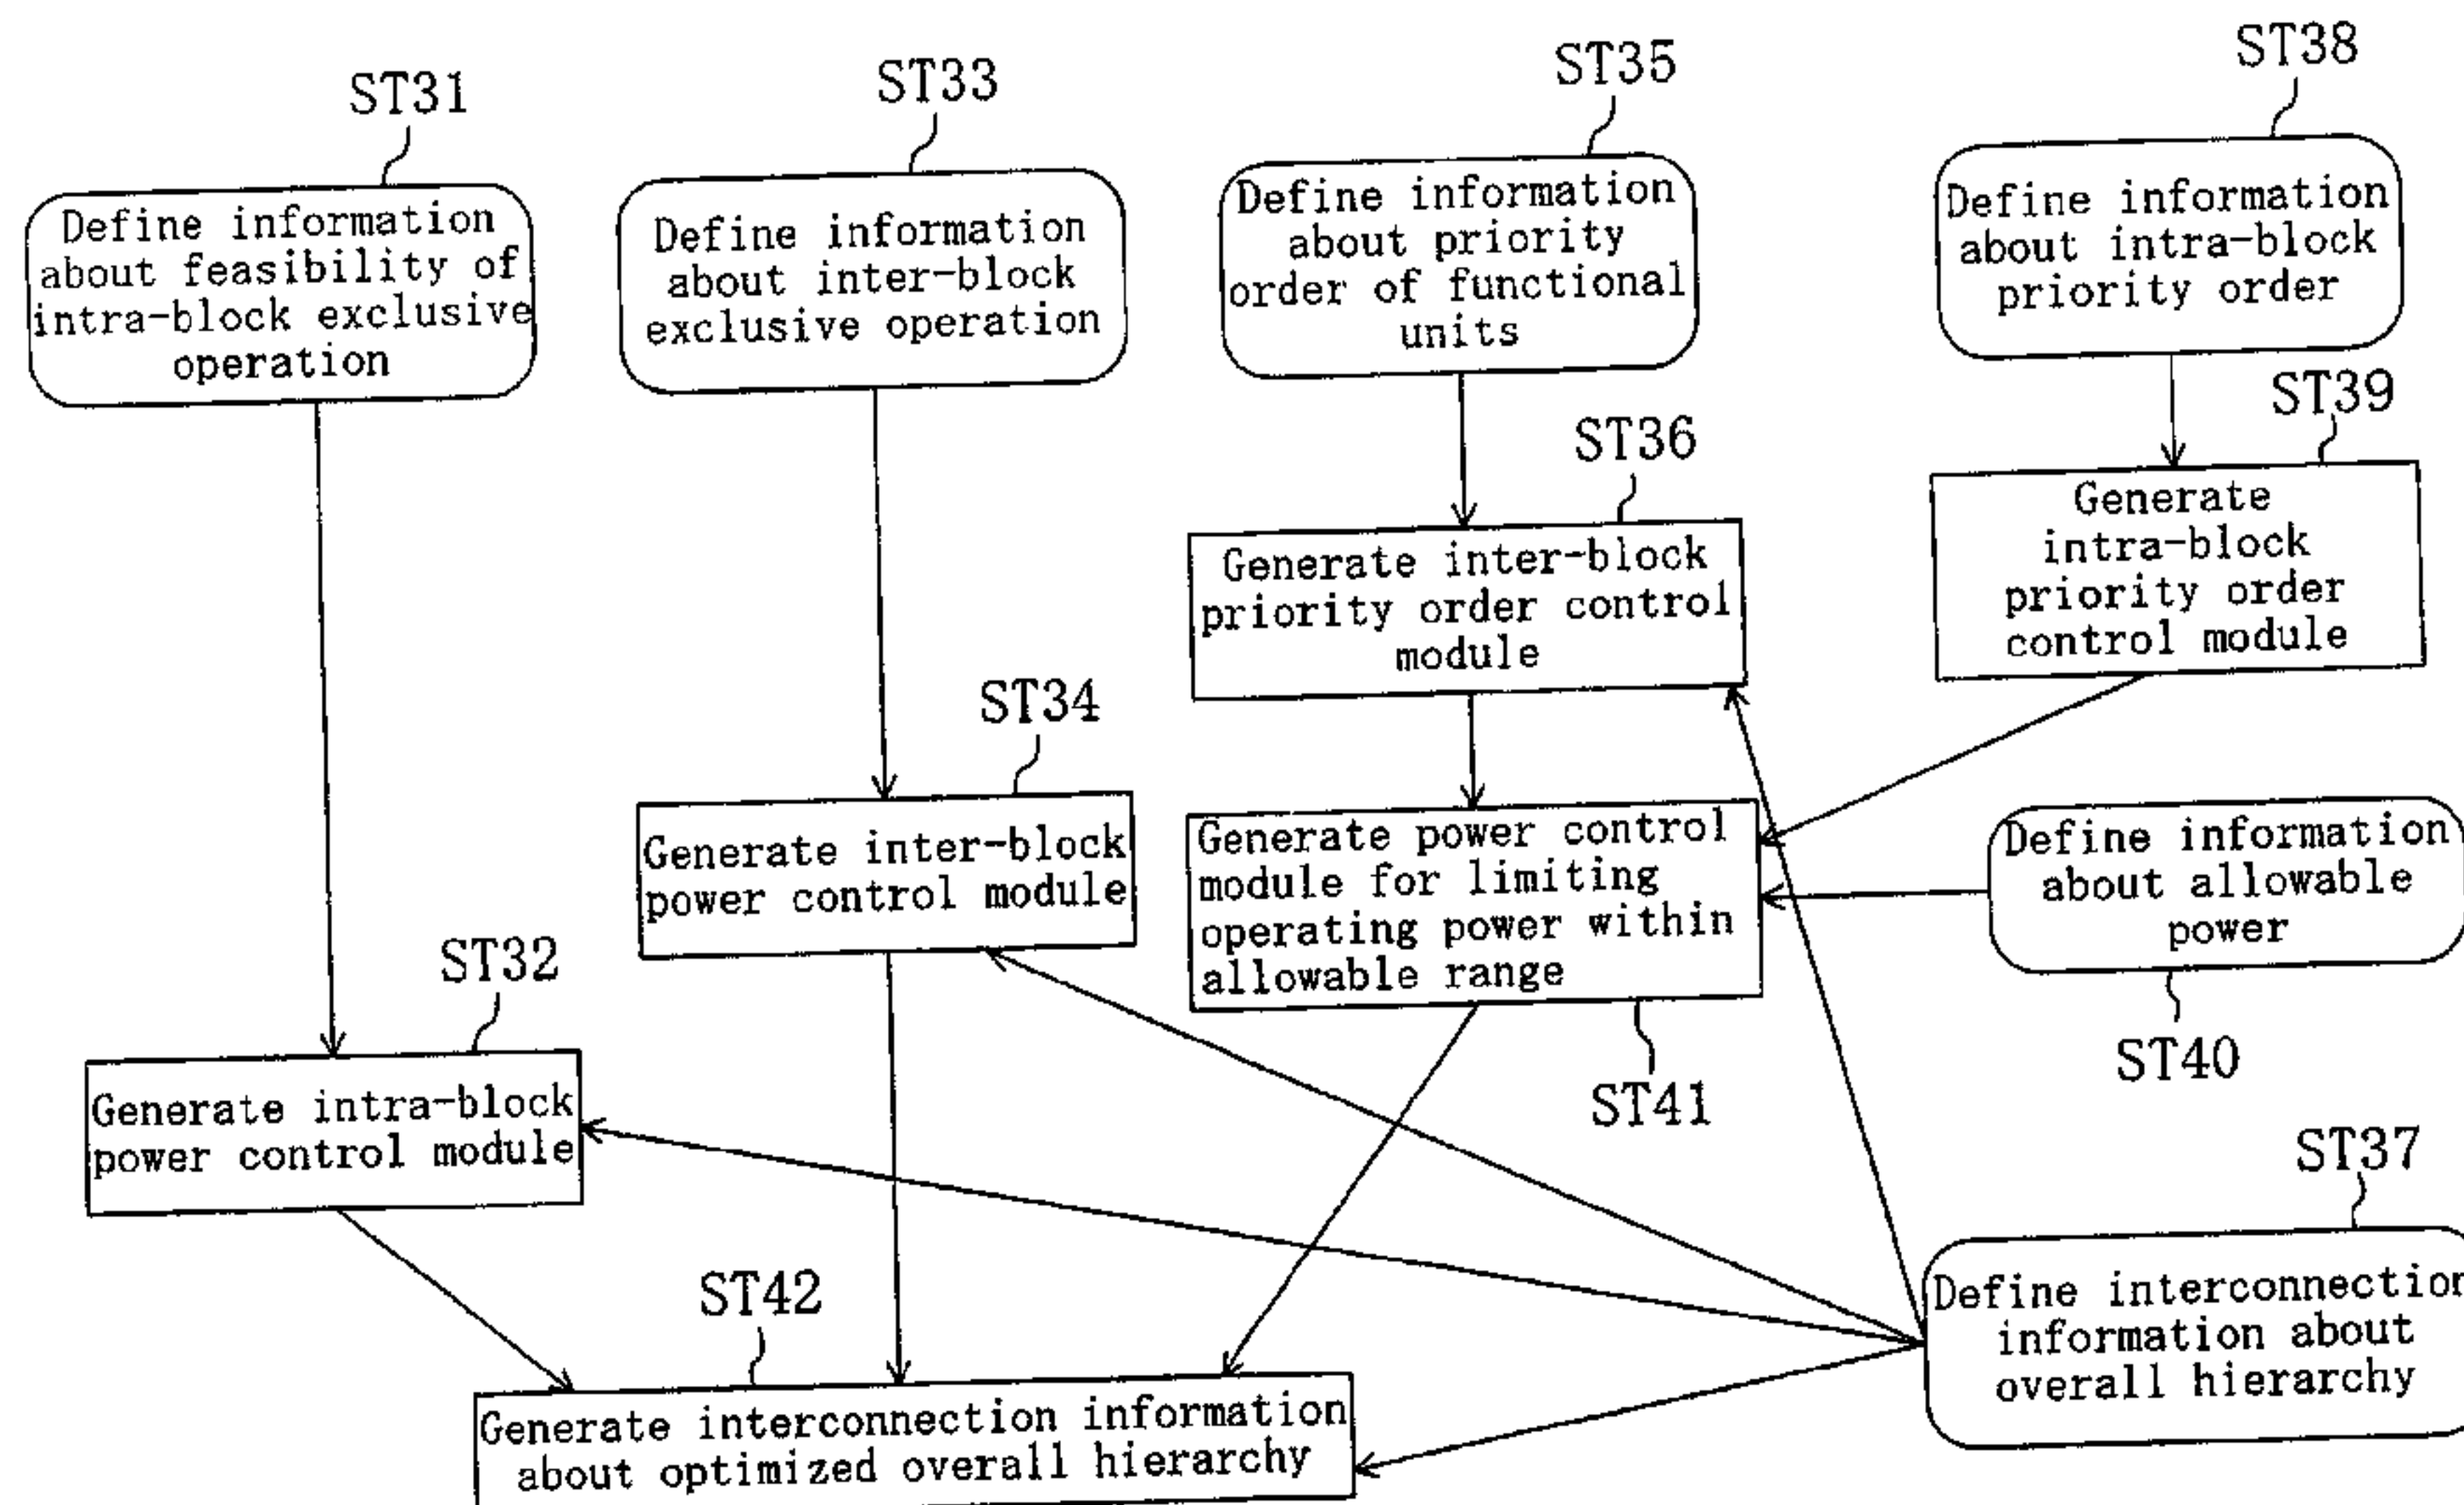 ST31
Define information
about feasibility of
intra-block exclusive
operation
ST33
Define information
about inter-block
exclusive operation
ST35
Define information
about priority
order of functional
units
ST38
Define information
about intra-block
priority order
ST36
Generate inter-block
priority order control
module
ST39
Generate
intra-block
priority order
control module
ST34
Generate inter-block
power control module
Generate power control
module for limiting
operating power within
allowable range
ST41
Define information
about allowable
power
ST40
ST32
Generate intra-block
power control module
ST37
Define interconnection
information about
overall hierarchy
ST42
Generate interconnection information
about optimized overall hierarchy